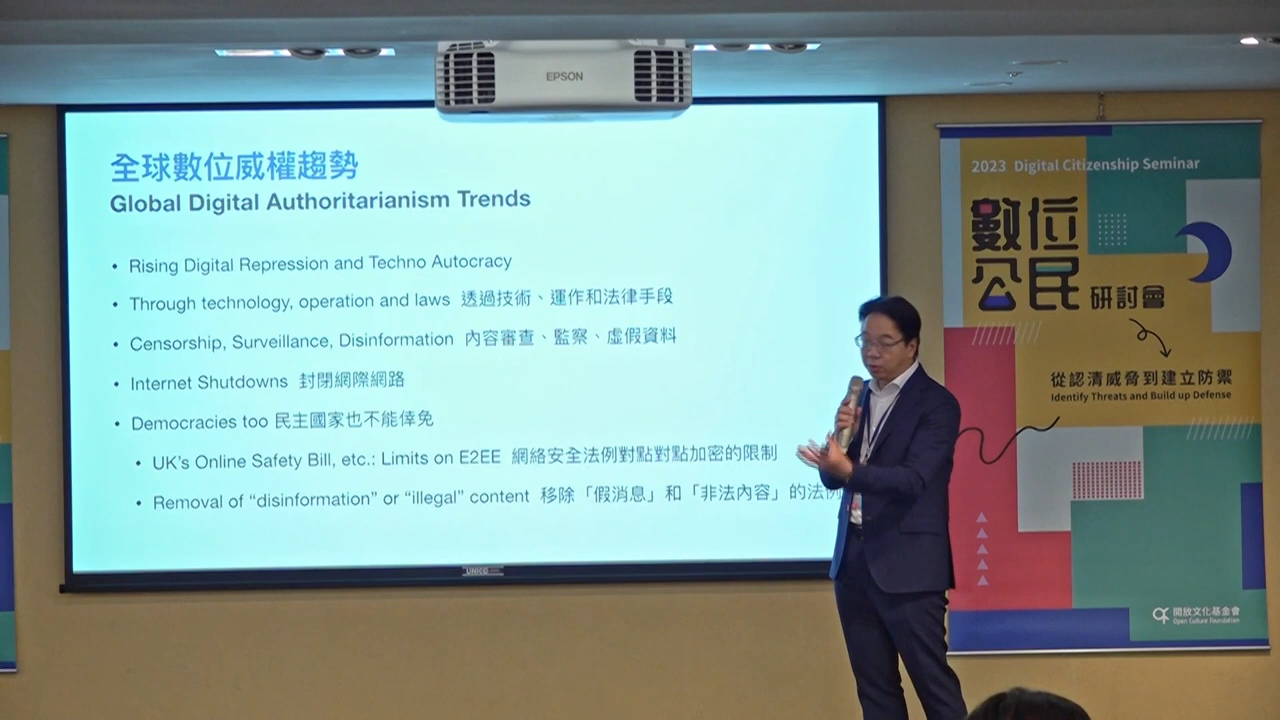 EPSON
全球數位威權趨勢
Global Digital Authoritarianism Trends
• Rising Digital Repression and Techno Autocracy
• Through technology, operation and laws 透過技術、運作和法律手段
• Censorship, Surveillance, Disinformation 內容審查、監察、虛假資料
• Internet Shutdowns 封閉網際網路
• Democracies too 民主國家也不能倖免
• UK's Online Safety Bill, etc.: Limits on E2EE 網絡安全法例對點對點加密的限制
• Removal of “disinformation” or “illegal” content 移除「假消息」和「非法內容」的法例
UNICO
2023 Digital Citizenship Seminar
數位
公民 研討會
從認清威脅到建立防禦
Identify Threats and Build up Defense
開放文化基金會
Open Culture Foundation